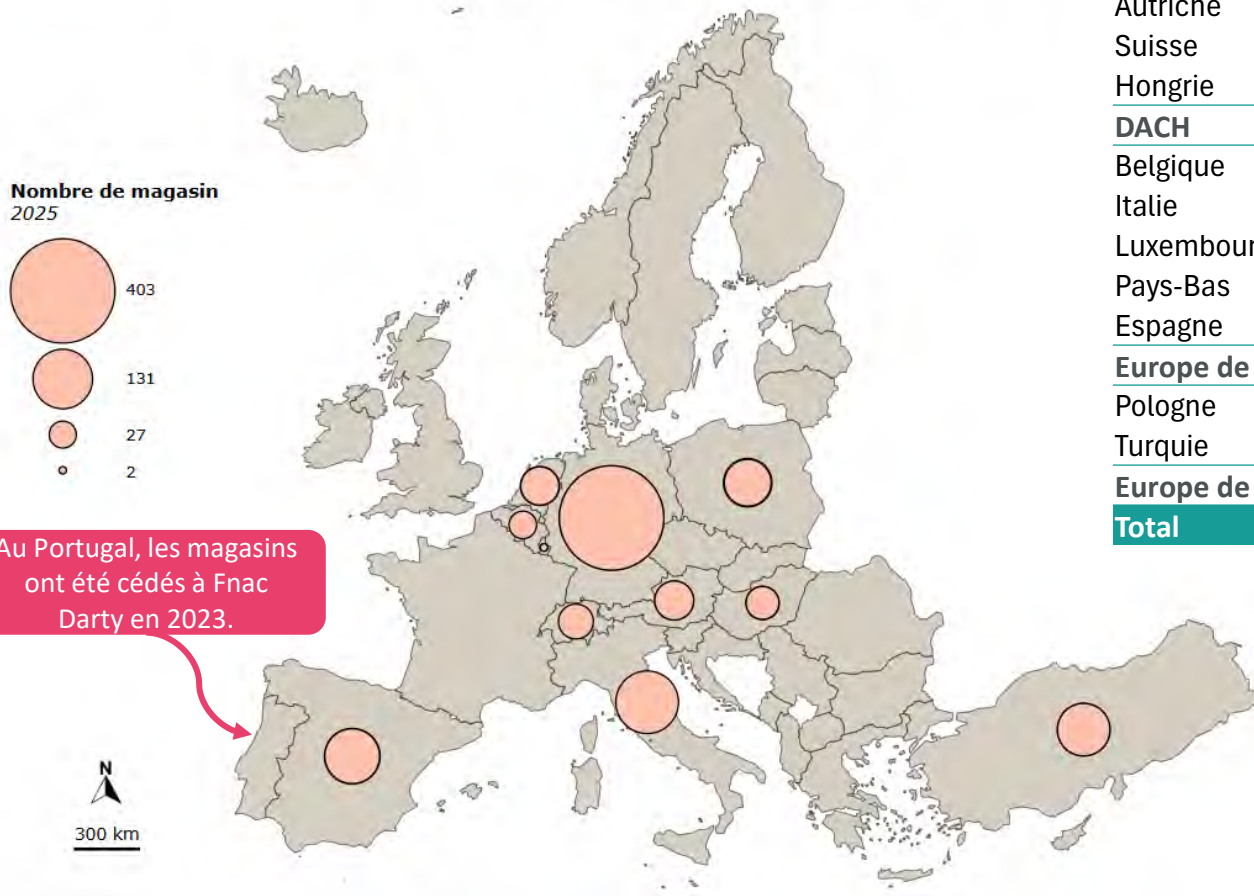 Nombre de magasin
2025
403
131
27
2
Au Portugal, les magasins
ont été cédés à Fnac
Darty en 2023.
N
300 km
Autriche
Suisse
Hongrie
DACH
Belgique
Italie
Luxembour
Pays-Bas
Espagne
Europe de
Pologne
Turquie
Europe de
Total